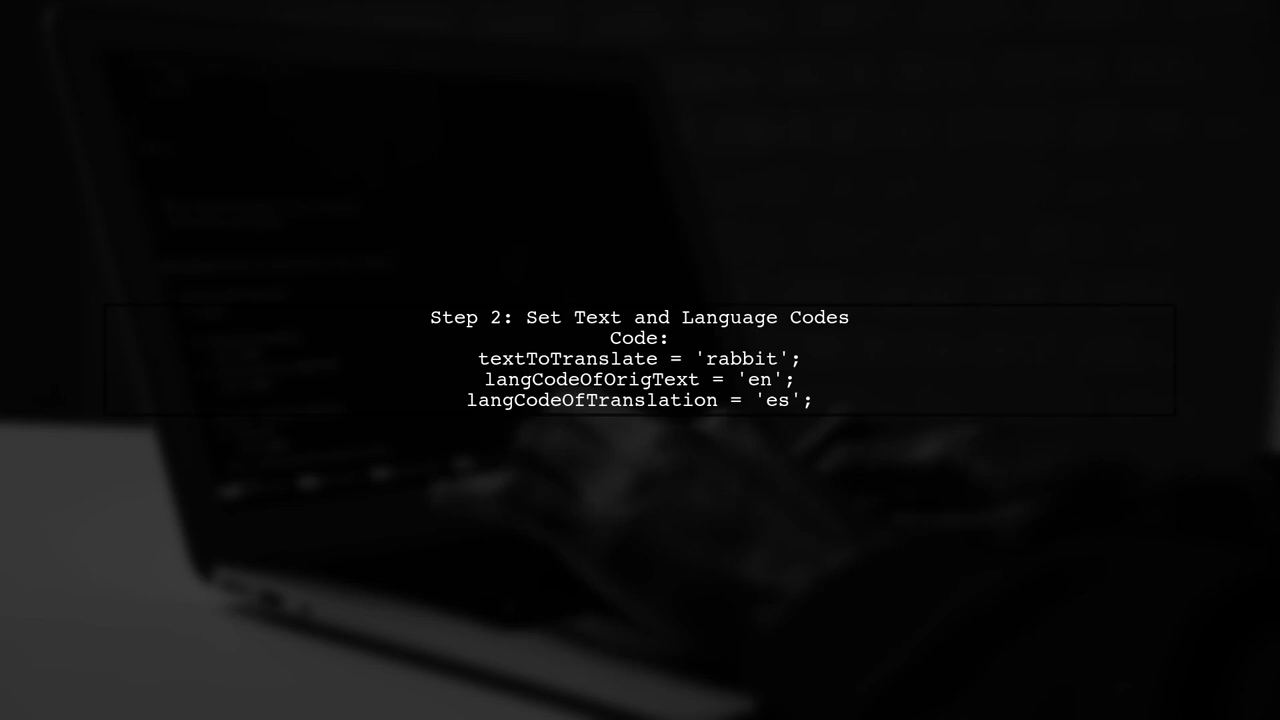 Step 2: Set Text and Language Codes
Code:
textToTranslate = 'rabbit';
langCodeOfOrigText = 'en';
langCodeOfTranslation = 'es';